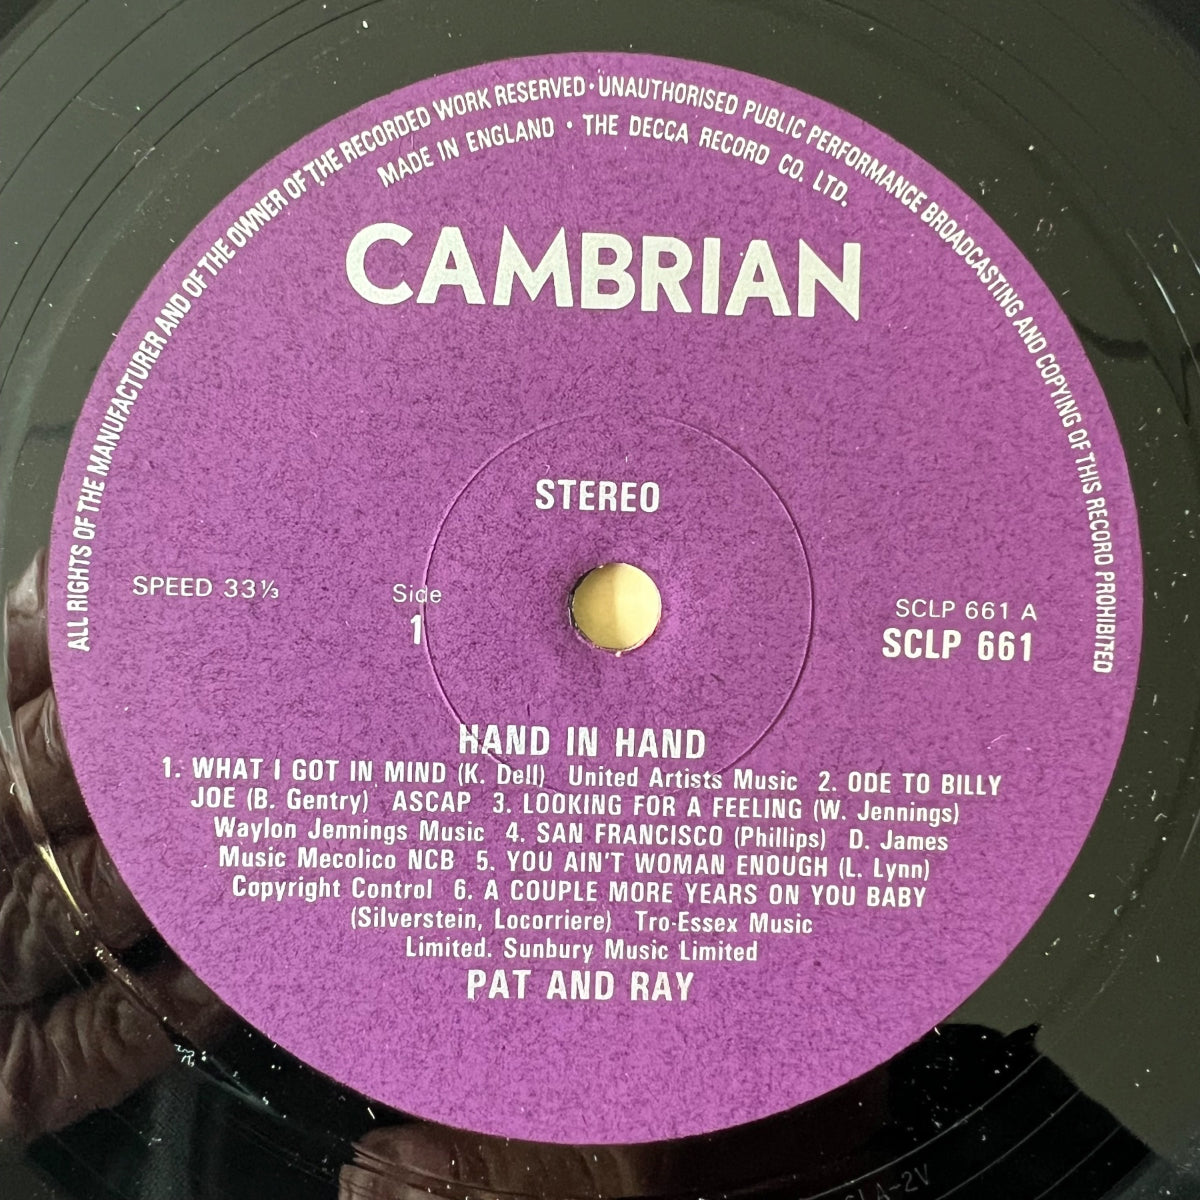 ALL RIGHTS OF THE MANUFACTURER AND OF THE OWNER OF THE RECORDED WORK RESERVED · UNAUTHORISED PUBLIC PERFORMANCE BROADCASTING AND COPYING OF THIS RECORD PROHIBITED
MADE IN ENGLAND · THE DECCA RECORD CO. LTD.
CAMBRIAN
STEREO
SPEED 33⅓
Side
1
SCLP 661 A
SCLP 661
HAND IN HAND
1. WHAT I GOT IN MIND (K. Dell) United Artists Music 2. ODE TO BILLY
JOE (B. Gentry) ASCAP 3. LOOKING FOR A FEELING (W. Jennings)
Waylon Jennings Music 4. SAN FRANCISCO (Phillips) D. James
Music Mecolico NCB 5. YOU AIN'T WOMAN ENOUGH (L. Lynn)
Copyright Control 6. A COUPLE MORE YEARS ON YOU BABY
(Silverstein, Locorriere) Tro-Essex Music
Limited. Sunbury Music Limited
PAT AND RAY